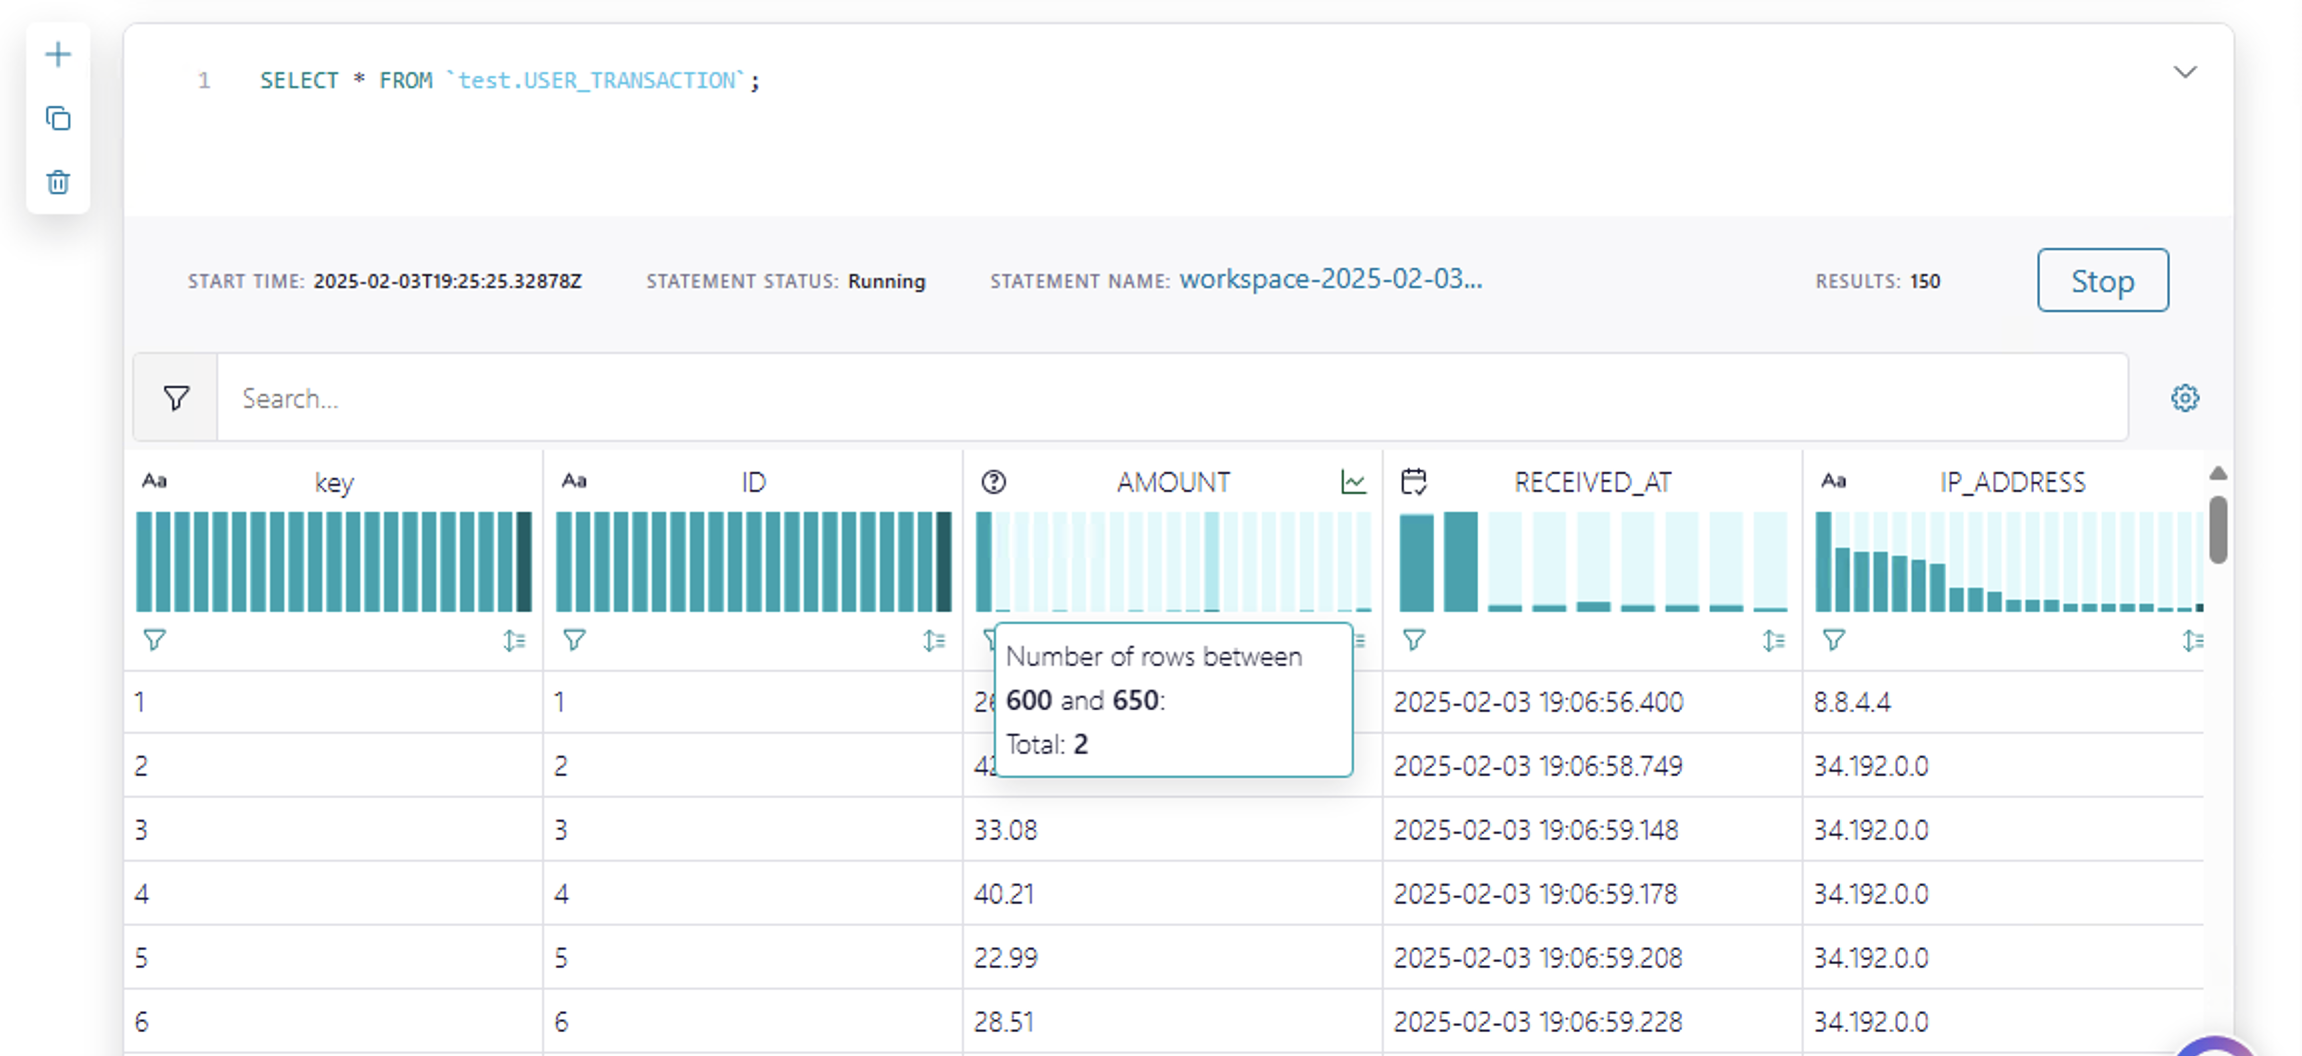 1 SELECT * FROM `test.USER_TRANSACTION`;
START TIME: 2025-02-03T19:25:25.32878Z STATEMENT STATUS: Running STATEMENT NAME: workspace-2025-02-03... RESULTS: 150 Stop
Search...
Aa key Aa ID AMOUNT RECEIVED_AT Aa IP_ADDRESS
Number of rows between
600 and 650:
Total: 2
1 1 2025-02-03 19:06:56.400 8.8.4.4
2 2 2025-02-03 19:06:58.749 34.192.0.0
3 3 33.08 2025-02-03 19:06:59.148 34.192.0.0
4 4 40.21 2025-02-03 19:06:59.178 34.192.0.0
5 5 22.99 2025-02-03 19:06:59.208 34.192.0.0
6 6 28.51 2025-02-03 19:06:59.228 34.192.0.0